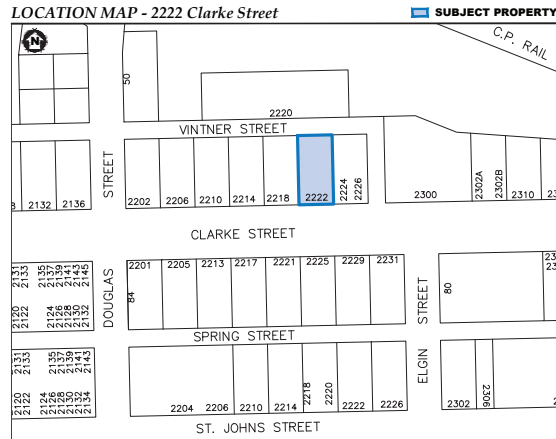 LOCATION MAP - 2222 Clarke Street
SUBJECT PROPERTY
N
C.P. RAIL
50
2220
VINTNER STREET
STREET
2132 2136
2202 2206 2210 2214 2218 2222 2224 2226
2300 2302A 2302B 2310
CLARKE STREET
2131 2133 2135 2137 2139 2141 2143 2145
2201 2205 2213 2217 2221 2225 2229 2231
84
80
DOUGLAS
STREET
2120 2122 2124 2126 2128 2130 2132
SPRING STREET
2131 2133 2135 2137 2139 2141 2143
ELGIN
2120 2122 2124 2126 2128 2130 2132 2134
2204 2206 2210 2214 2218 2220 2222 2226
2302 2306
ST. JOHNS STREET